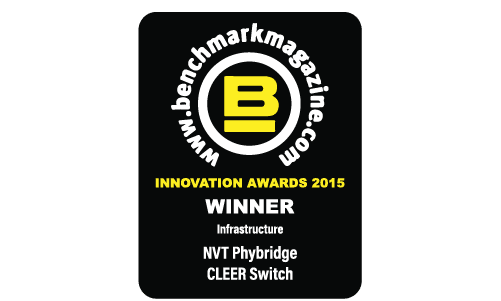 www.benchmarkmagazine.com
B
INNOVATION AWARDS 2015
WINNER
Infrastructure
NVT Phybridge
CLEER Switch